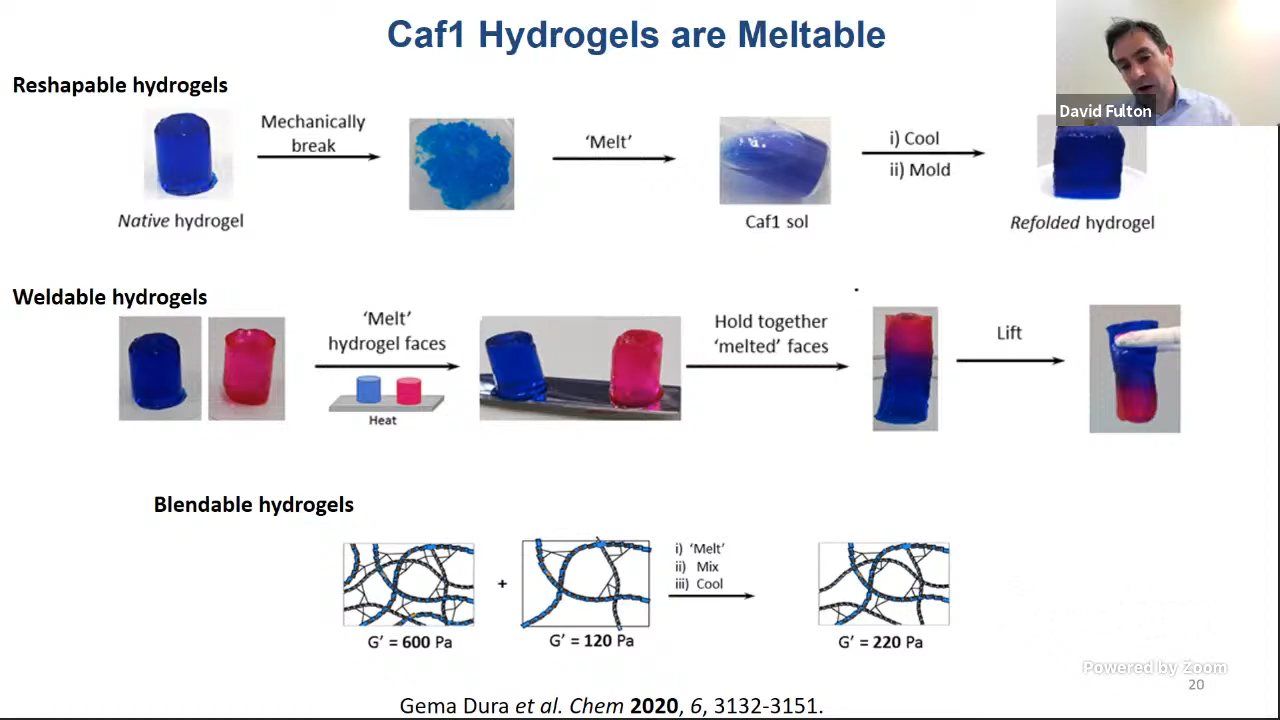 Caf1 Hydrogels are Meltable
David Fulton
Reshapable hydrogels
Mechanically
break
'Melt'
i) Cool
ii) Mold
Native hydrogel
Caf1 sol
Refolded hydrogel
Weldable hydrogels
'Melt'
hydrogel faces
Heat
Hold together
'melted' faces
Lift
Blendable hydrogels
+
i) 'Melt'
ii) Mix
iii) Cool
G' = 600 Pa
G' = 120 Pa
G' = 220 Pa
Powered by Zoom
20
Gema Dura et al. Chem 2020, 6, 3132-3151.